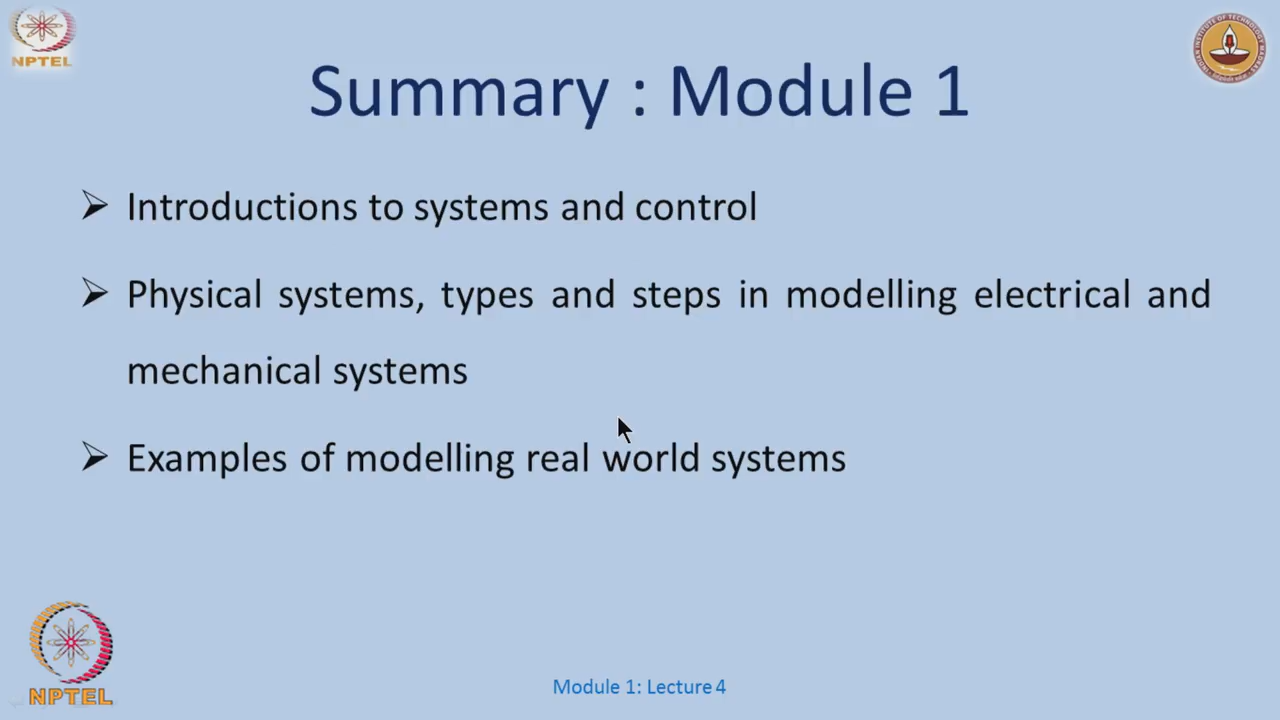 NPTEL
Summary : Module 1
➢ Introductions to systems and control
➢ Physical systems, types and steps in modelling electrical and
mechanical systems
➢ Examples of modelling real world systems
NPTEL
Module 1: Lecture 4